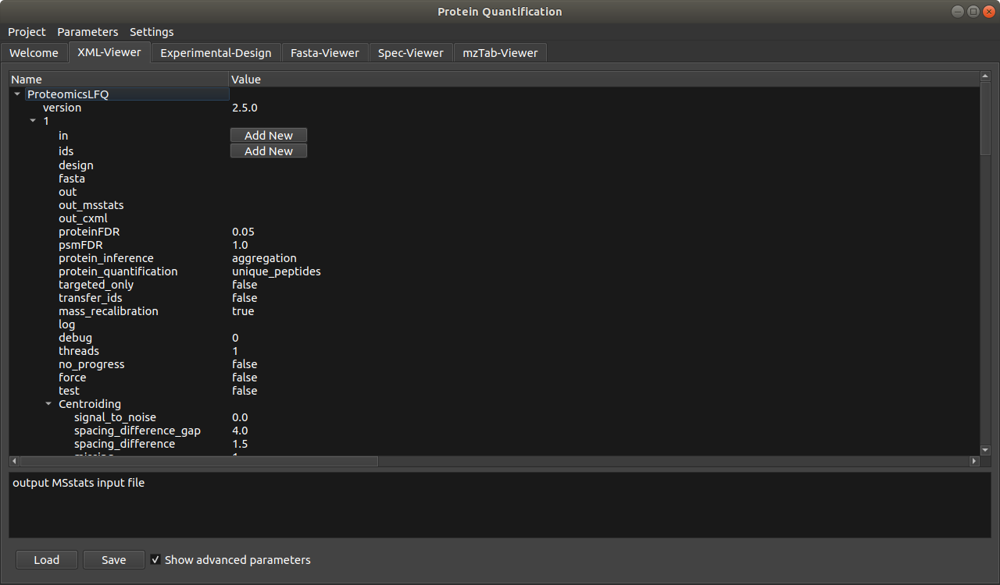 Protein Quantification
Project Parameters Settings
Welcome XML-Viewer Experimental-Design Fasta-Viewer Spec-Viewer mzTab-Viewer
Name Value
ProteomicsLFQ
version 2.5.0
1
in Add New
ids Add New
design
fasta
out
out_msstats
out_cxml
proteinFDR 0.05
psmFDR 1.0
protein_inference aggregation
protein_quantification unique_peptides
targeted_only false
transfer_ids false
mass_recalibration true
log
debug 0
threads 1
no_progress false
force false
test false
Centroiding
signal_to_noise 0.0
spacing_difference_gap 4.0
spacing_difference 1.5
missing 1
output MSstats input file
Load Save Show advanced parameters